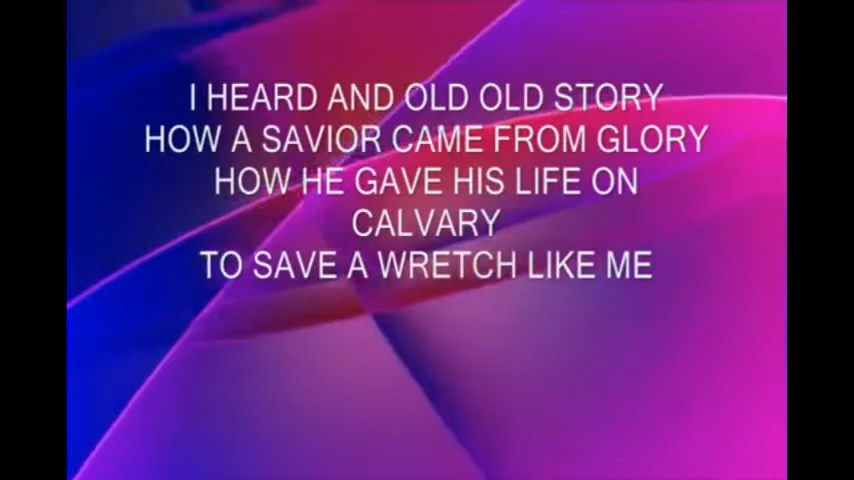 I HEARD AND OLD OLD STORY
HOW A SAVIOR CAME FROM GLORY
HOW HE GAVE HIS LIFE ON
CALVARY
TO SAVE A WRETCH LIKE ME